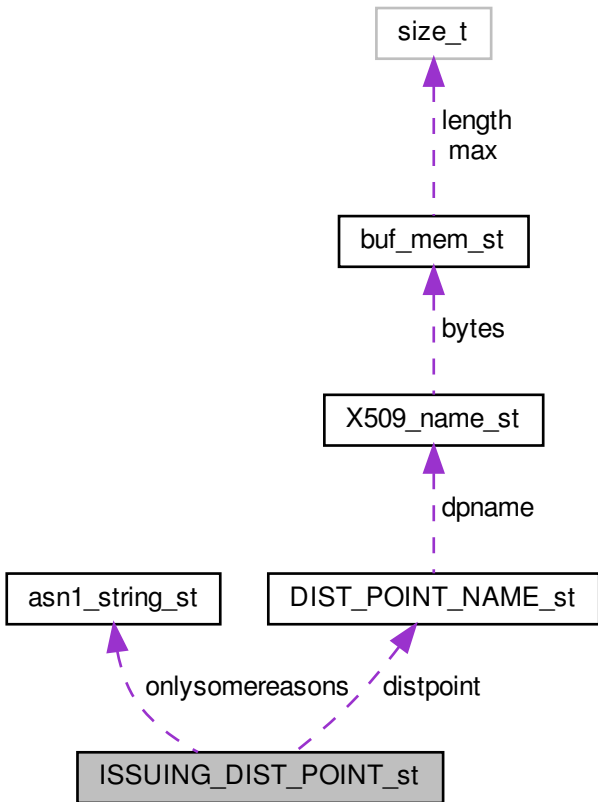 size_t
length
max
buf_mem_st
bytes
X509_name_st
dpname
asn1_string_st
DIST_POINT_NAME_st
onlysomereasons
distpoint
ISSUING_DIST_POINT_st